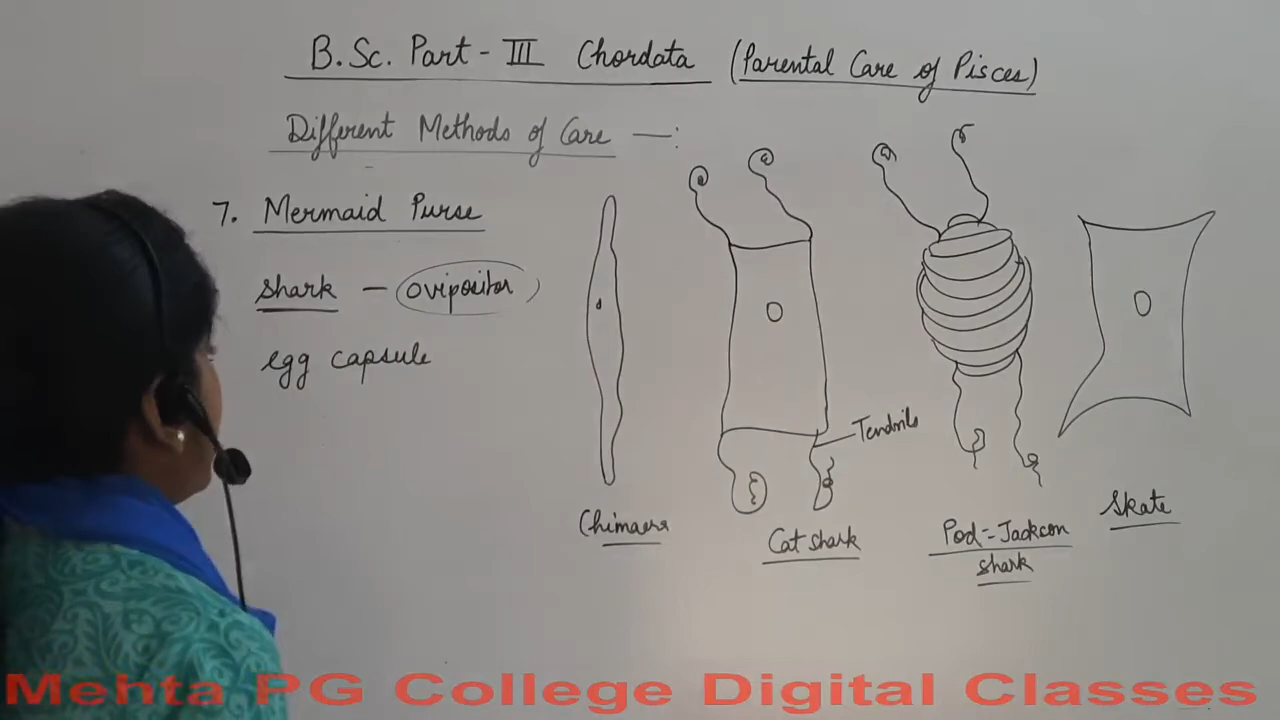 B.Sc. Part - III Chordata (Parental Care of Pisces)
Different Methods of Care —:
7. Mermaid Purse
Shark — Ovipositor
egg capsule
Tendrils
Chimaera
Cat shark
Pod-Jackson
shark
Skate
Mehta PG College Digital Classes